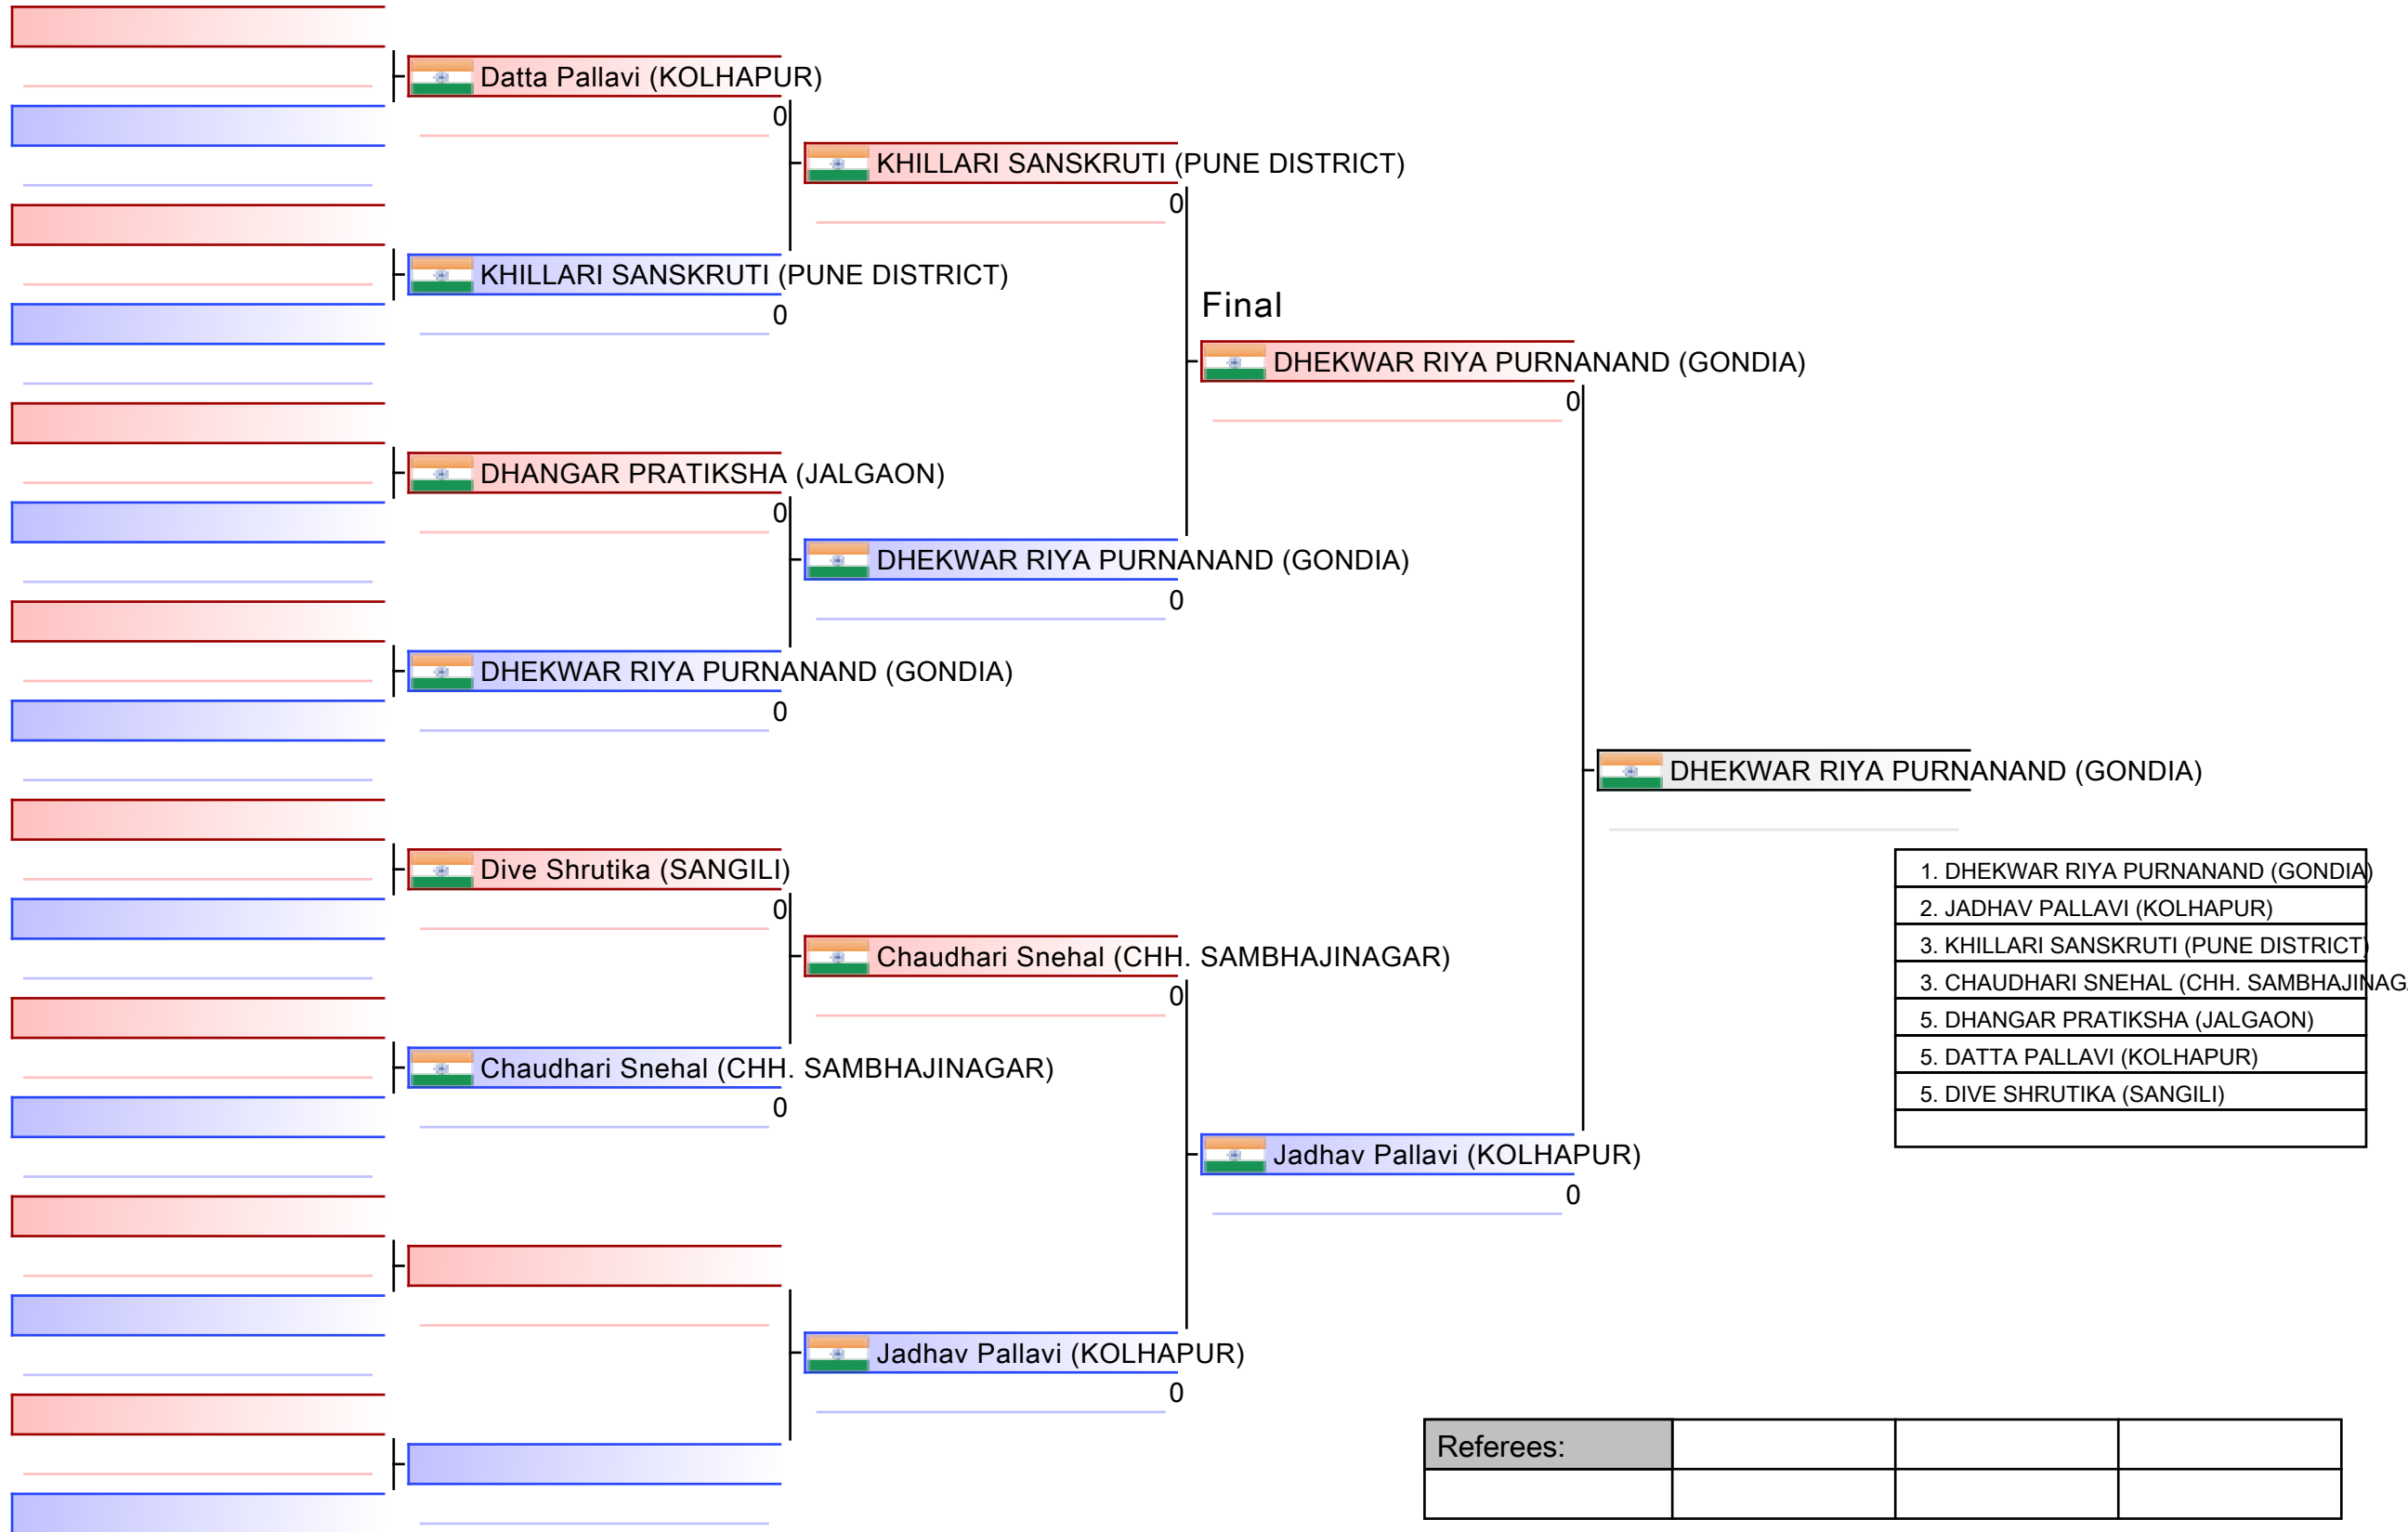 Datta Pallavi (KOLHAPUR)
0
KHILLARI SANSKRUTI (PUNE DISTRICT)
0
KHILLARI SANSKRUTI (PUNE DISTRICT)
0
Final
DHEKWAR RIYA PURNANAND (GONDIA)
0
DHANGAR PRATIKSHA (JALGAON)
0
DHEKWAR RIYA PURNANAND (GONDIA)
0
DHEKWAR RIYA PURNANAND (GONDIA)
0
DHEKWAR RIYA PURNANAND (GONDIA)
Dive Shrutika (SANGILI)
0
Chaudhari Snehal (CHH. SAMBHAJINAGAR)
0
Chaudhari Snehal (CHH. SAMBHAJINAGAR)
0
Jadhav Pallavi (KOLHAPUR)
0
Jadhav Pallavi (KOLHAPUR)
0
1. DHEKWAR RIYA PURNANAND (GONDIA)
2. JADHAV PALLAVI (KOLHAPUR)
3. KHILLARI SANSKRUTI (PUNE DISTRICT)
3. CHAUDHARI SNEHAL (CHH.
5. DHANGAR PRATIKSHA (JALGAON)
5. DATTA PALLAVI (KOLHAPUR)
5. DIVE SHRUTIKA (SANGILI)
Referees: